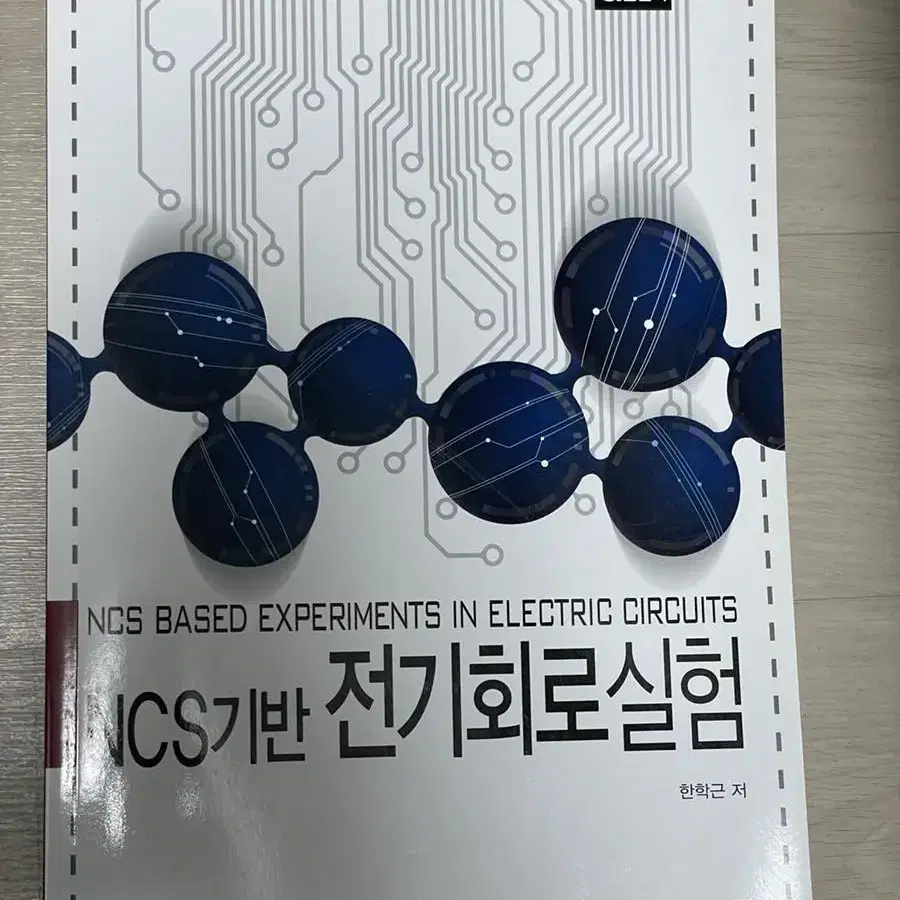 NCS BASED EXPERIMENTS IN ELECTRIC CIRCUITS
NCS기반 전기회로실험
한학근 저